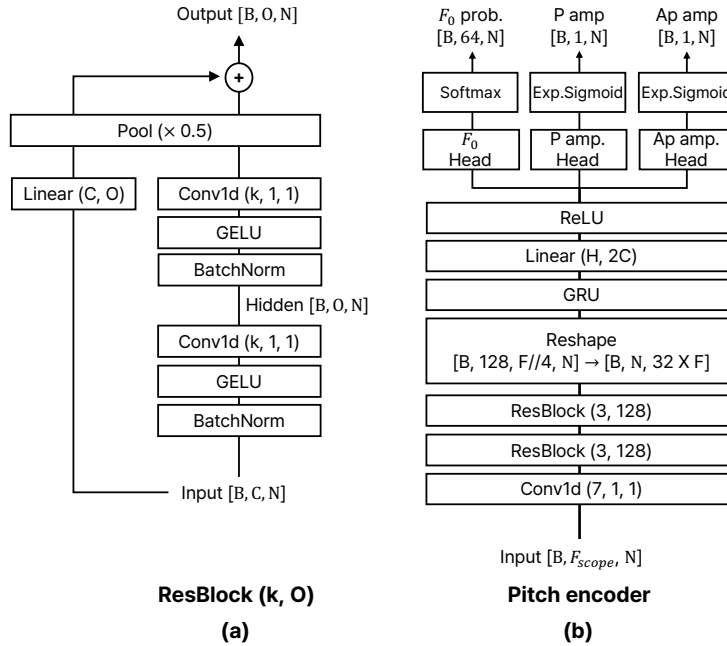 Output [B, O, N]
+
Pool (× 0.5)
Linear (C, O)
Conv1d (k, 1, 1)
GELU
BatchNorm
Hidden [B, O, N]
Conv1d (k, 1, 1)
GELU
BatchNorm
Input [B, C, N]
ResBlock (k, O)
(a)
F₀ prob.
[B, 64, N]
P amp
[B, 1, N]
Ap amp
[B, 1, N]
Softmax
Exp.Sigmoid
Exp.Sigmoid
F₀
Head
P amp.
Head
Ap amp.
Head
ReLU
Linear (H, 2C)
GRU
Reshape
[B, 128, F//4, N] → [B, N, 32 X F]
ResBlock (3, 128)
ResBlock (3, 128)
Conv1d (7, 1, 1)
Input [B, F_scope, N]
Pitch encoder
(b)